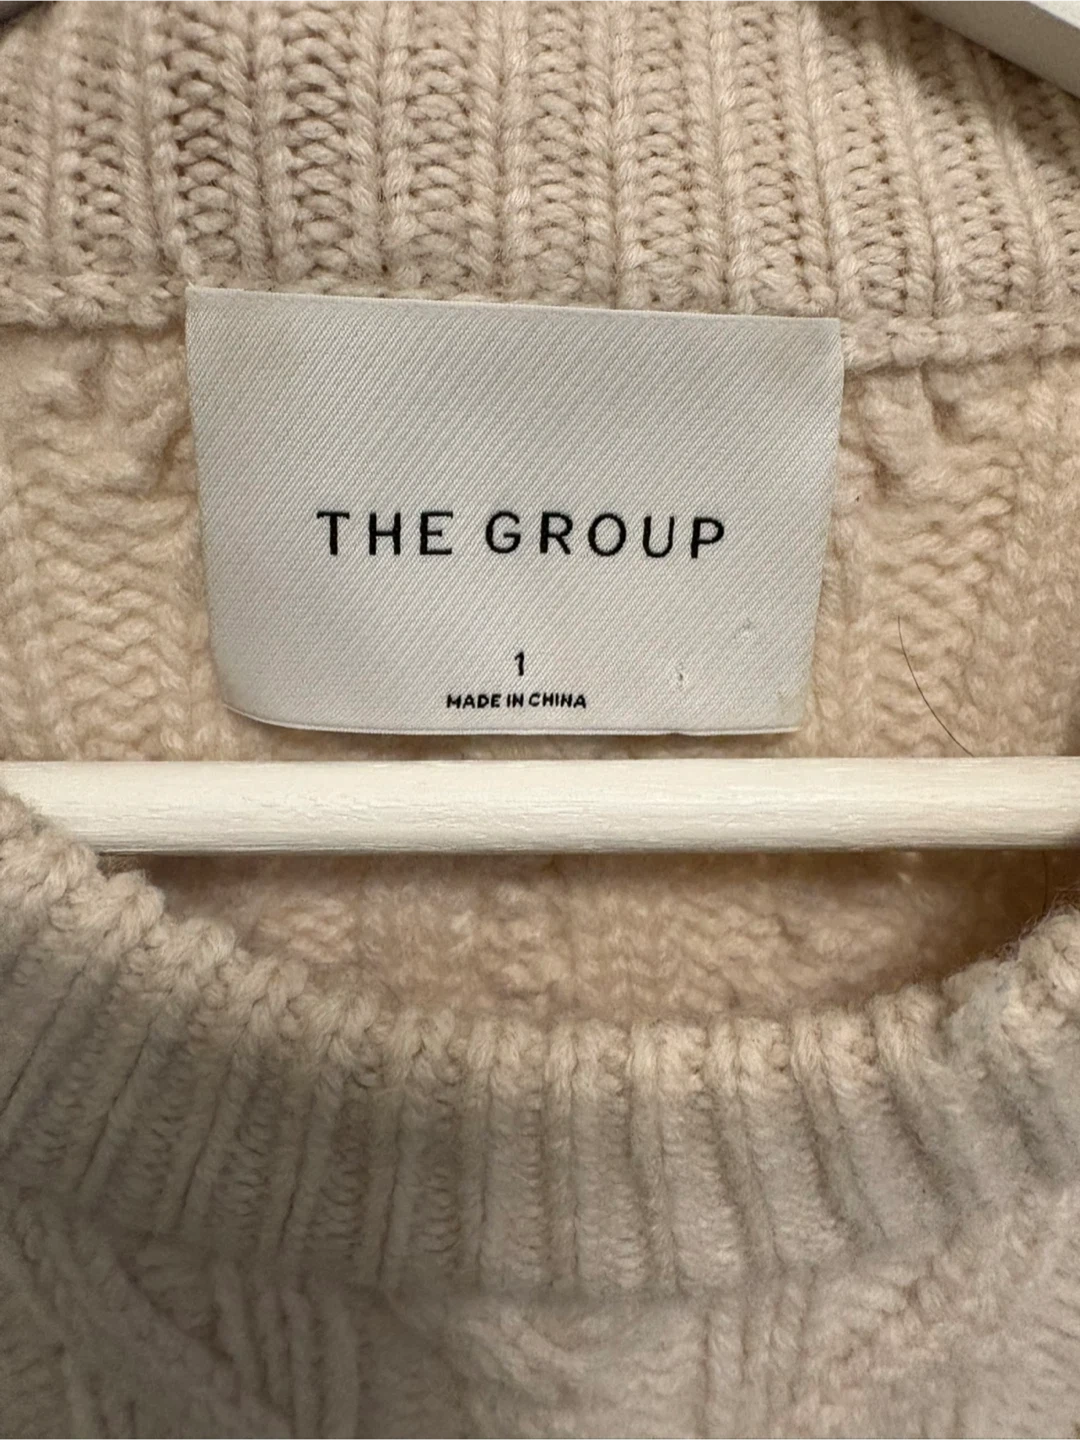 THE GROUP
1
MADE IN CHINA